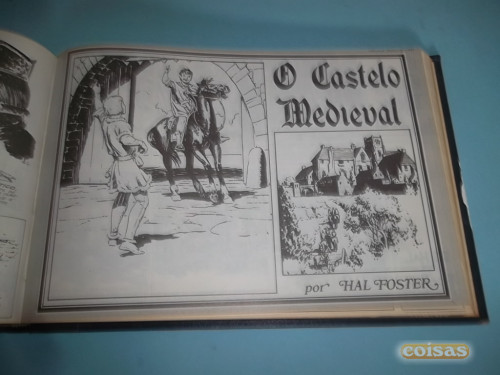 O Castelo
Medieval
por HAL FOSTER
coisas